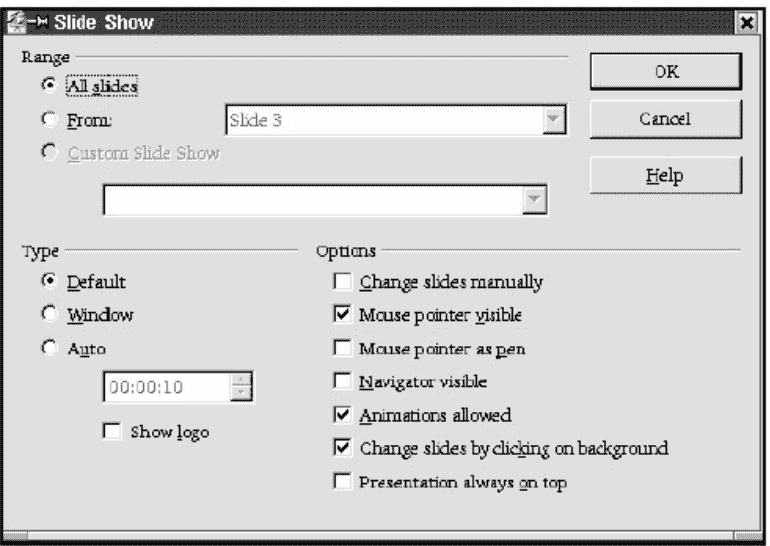 Slide Show
Range
All slides
OK
From:
Slide 3
Cancel
Custom Slide Show
Help
Type
Default
Window
Auto
00:00:10
Show logo
Options
Change slides manually
Mouse pointer visible
Mouse pointer as pen
Navigator visible
Animations allowed
Change slides by clicking on background
Presentation always on top